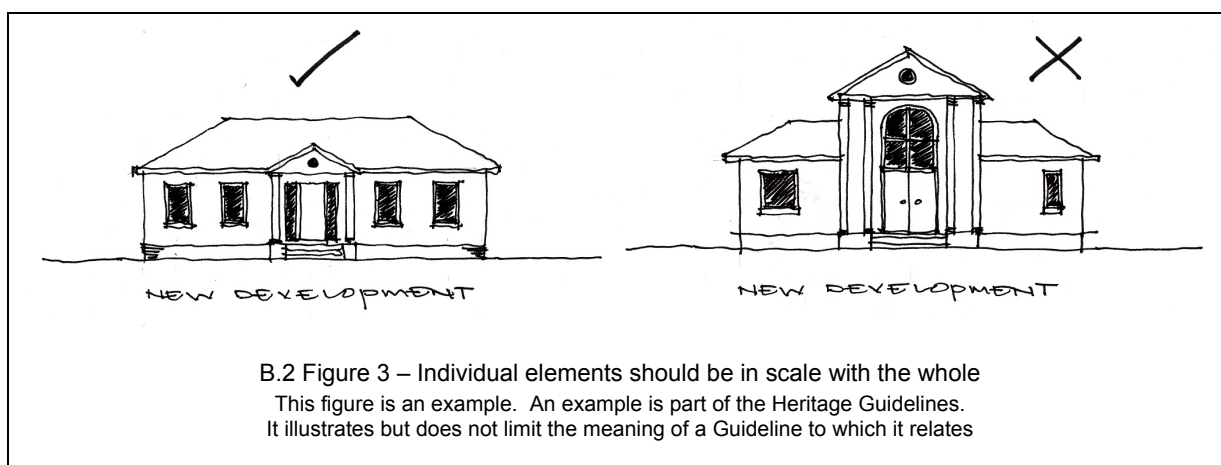 NEW DEVELOPMENT
NEW DEVELOPMENT
B.2 Figure 3 – Individual elements should be in scale with the whole
This figure is an example.  An example is part of the Heritage Guidelines.
It illustrates but does not limit the meaning of a Guideline to which it relates